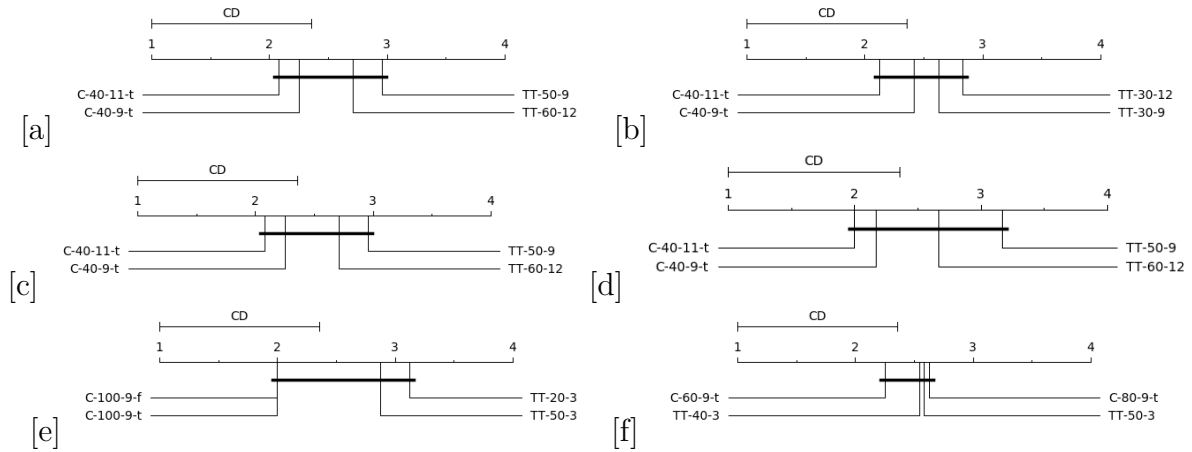 CD
1 2 3 4
C-40-11-t TT-50-9
C-40-9-t TT-60-12
[a]
CD
1 2 3 4
C-40-11-t TT-30-12
C-40-9-t TT-30-9
[b]
CD
1 2 3 4
C-40-11-t TT-50-9
C-40-9-t TT-60-12
[c]
CD
1 2 3 4
C-40-11-t TT-50-9
C-40-9-t TT-60-12
[d]
CD
1 2 3 4
C-100-9-f TT-20-3
C-100-9-t TT-50-3
[e]
CD
1 2 3 4
C-60-9-t C-80-9-t
TT-40-3 TT-50-3
[f]